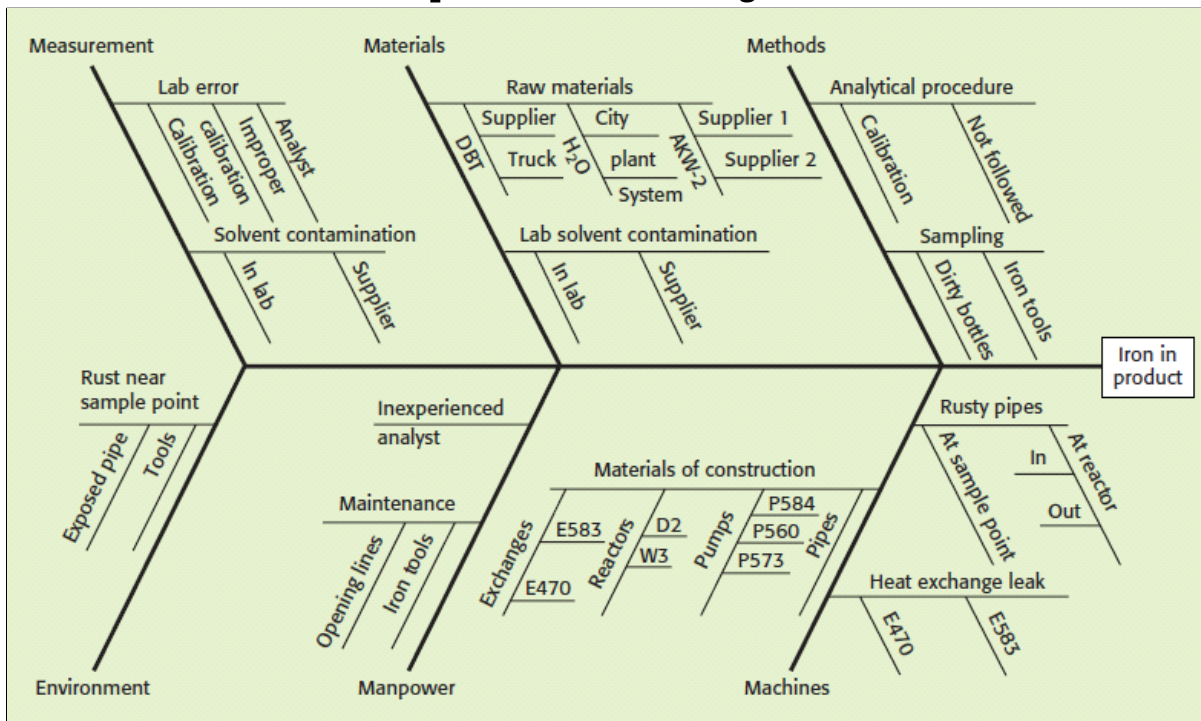 Measurement
Materials
Methods
Lab error
Calibration
calibration
Improper
Analyst
Solvent contamination
In lab
Supplier
Raw materials
DBT
Supplier
Truck
H₂O
City
plant
System
AKW-2
Supplier 1
Supplier 2
Lab solvent contamination
In lab
Supplier
Analytical procedure
Calibration
Not followed
Sampling
Dirty bottles
Iron tools
Iron in
product
Rust near
sample point
Exposed pipe
Tools
Inexperienced
analyst
Maintenance
Opening lines
Iron tools
Materials of construction
Exchanges
E583
E470
Reactors
D2
W3
Pumps
P584
P560
P573
Pipes
Rusty pipes
At sample point
At reactor
In
Out
Heat exchange leak
E470
E583
Environment
Manpower
Machines